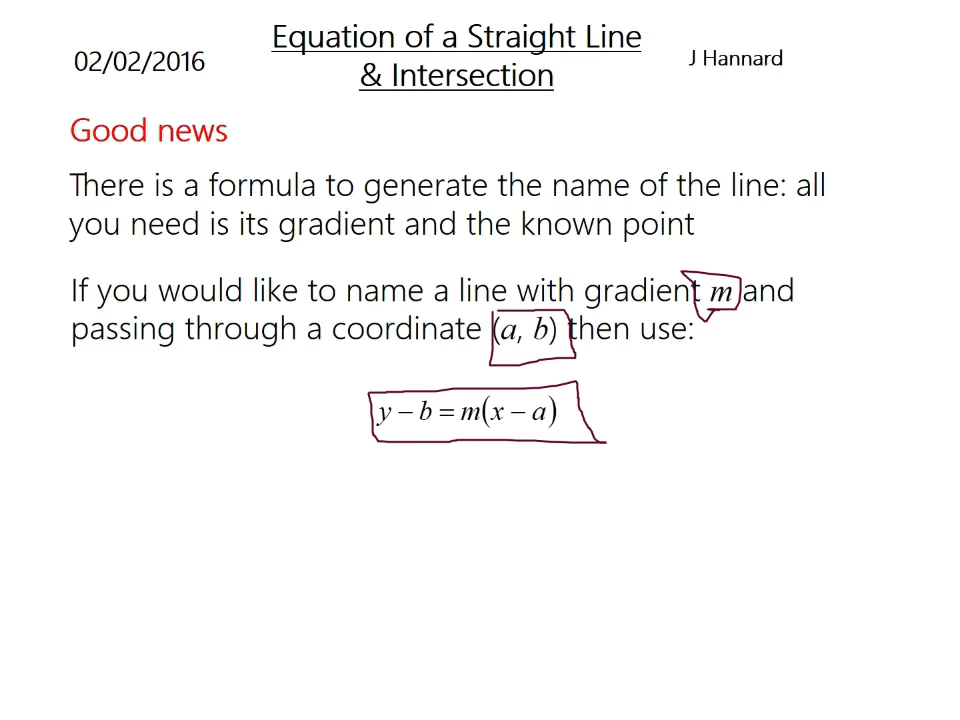 Equation of a Straight Line
& Intersection
02/02/2016
J Hannard
Good news
There is a formula to generate the name of the line: all
you need is its gradient and the known point
If you would like to name a line with gradient m and
passing through a coordinate (a, b) then use:
y − b = m(x − a)